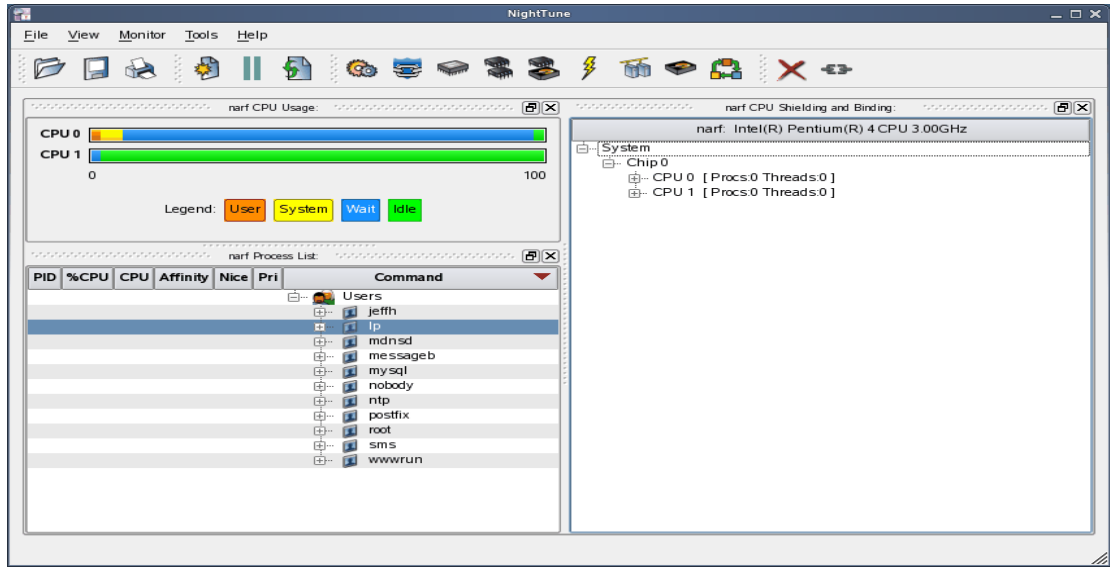 NightTune
File View Monitor Tools Help
narf CPU Usage:
CPU 0
CPU 1
0 100
Legend: User System Wait Idle
narf Process List:
PID %CPU CPU Affinity Nice Pri Command
Users
jeffh
lp
mdnsd
messageb
mysql
nobody
ntp
postfix
root
sms
wwwrun
narf CPU Shielding and Binding:
narf: Intel(R) Pentium(R) 4 CPU 3.00GHz
System
Chip 0
CPU 0 [ Procs:0 Threads:0 ]
CPU 1 [ Procs:0 Threads:0 ]